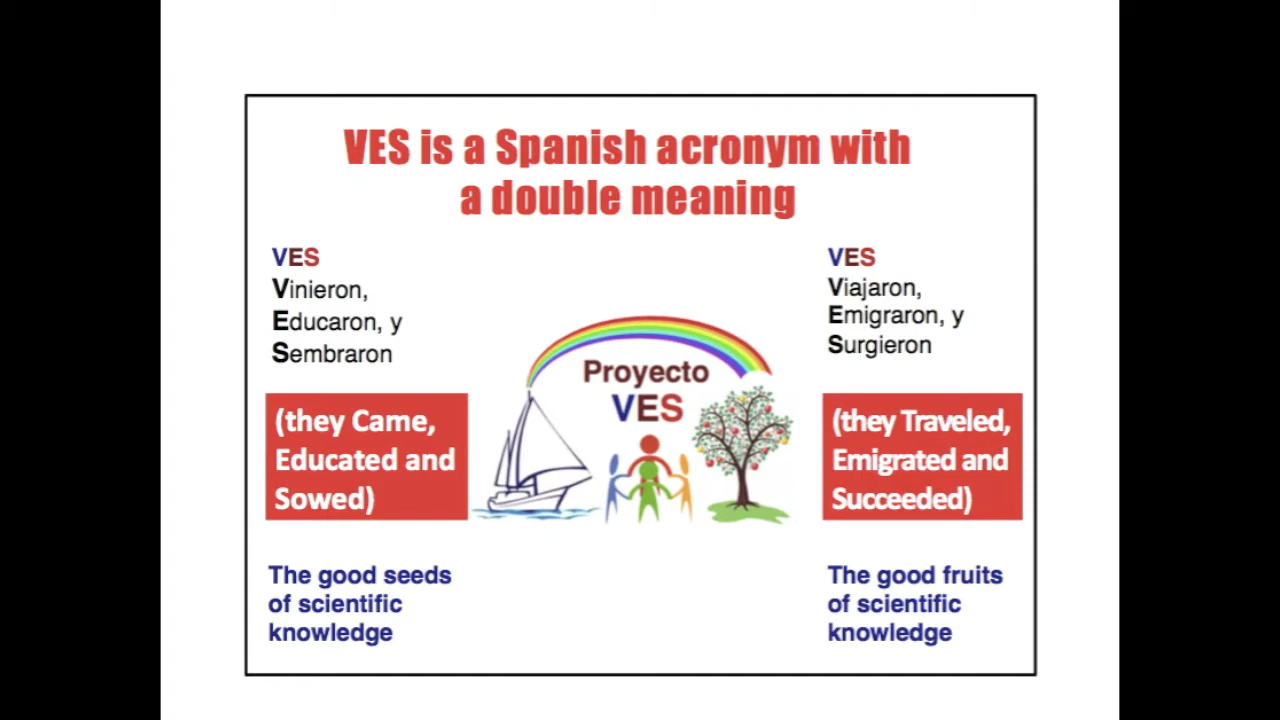 VES is a Spanish acronym with
a double meaning
VES
Vinieron,
Educaron, y
Sembraron
(they Came,
Educated and
Sowed)
The good seeds
of scientific
knowledge
Proyecto
VES
VES
Viajaron,
Emigraron, y
Surgieron
(they Traveled,
Emigrated and
Succeeded)
The good fruits
of scientific
knowledge